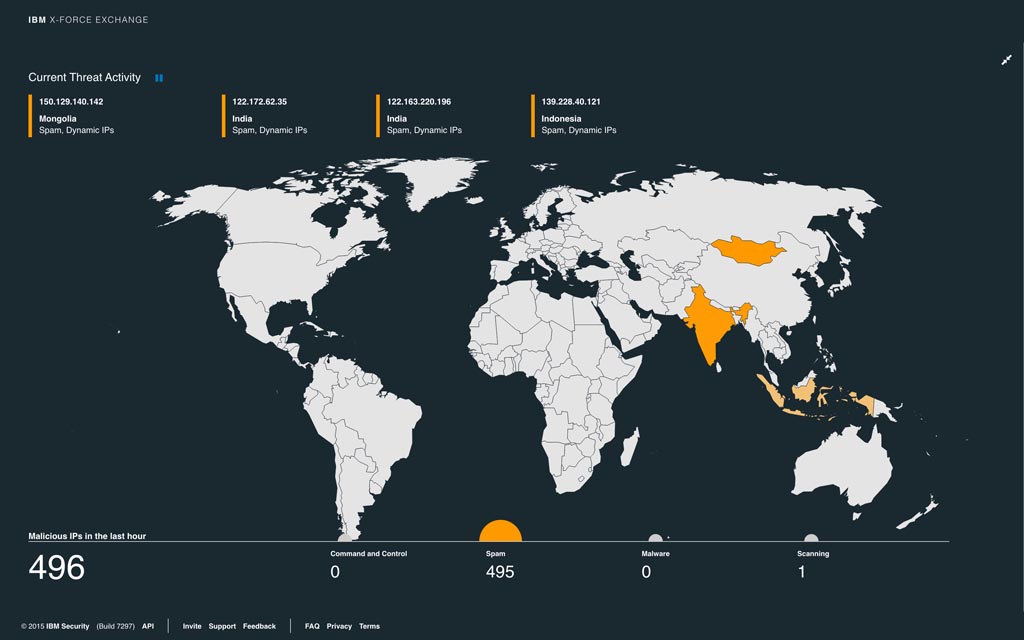 IBM X-FORCE EXCHANGE
Current Threat Activity
150.129.140.142
Mongolia
Spam, Dynamic IPs
122.172.62.35
India
Spam, Dynamic IPs
122.163.220.196
India
Spam, Dynamic IPs
139.228.40.121
Indonesia
Spam, Dynamic IPs
Malicious IPs in the last hour
496
Command and Control
0
Spam
495
Malware
0
Scanning
1
© 2015 IBM Security (Build 7297) API Invite Support Feedback FAQ Privacy Terms